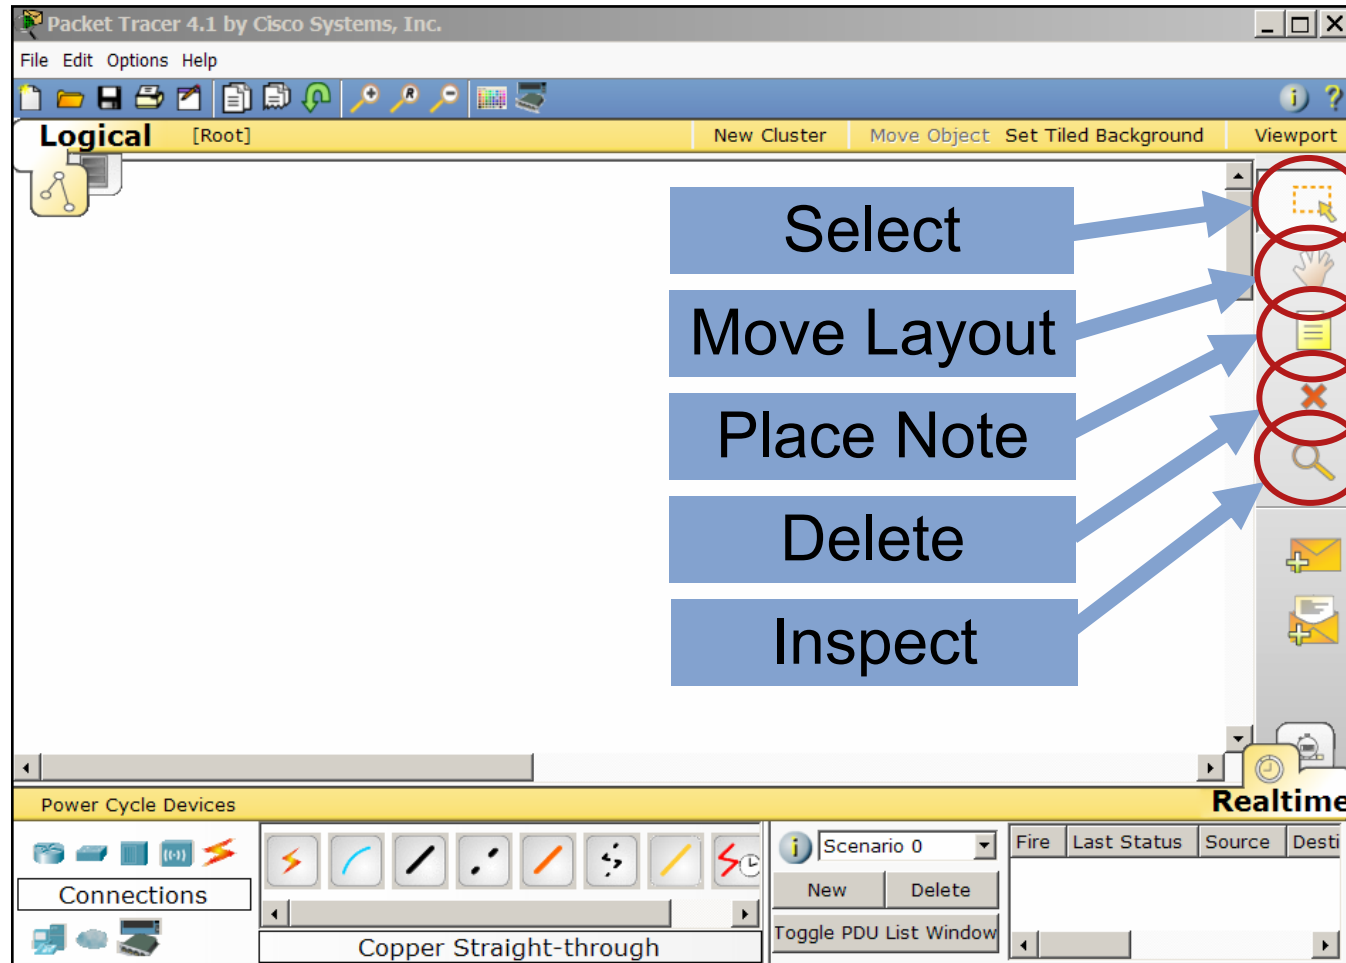 Packet Tracer 4.1 by Cisco Systems, Inc.
File Edit Options Help
Logical [Root] New Cluster Move Object Set Tiled Background Viewport
Select
Move Layout
Place Note
Delete
Inspect
Power Cycle Devices Realtime
Scenario 0 Fire Last Status Source Desti
Connections New Delete
Toggle PDU List Window
Copper Straight-through